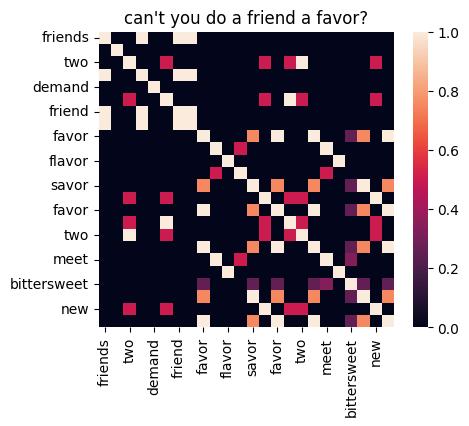 can't you do a friend a favor?
friends
two
demand
friend
favor
flavor
savor
favor
two
meet
bittersweet
new
friends
two
demand
friend
favor
flavor
savor
favor
two
meet
bittersweet
new
1.0
0.8
0.6
0.4
0.2
0.0